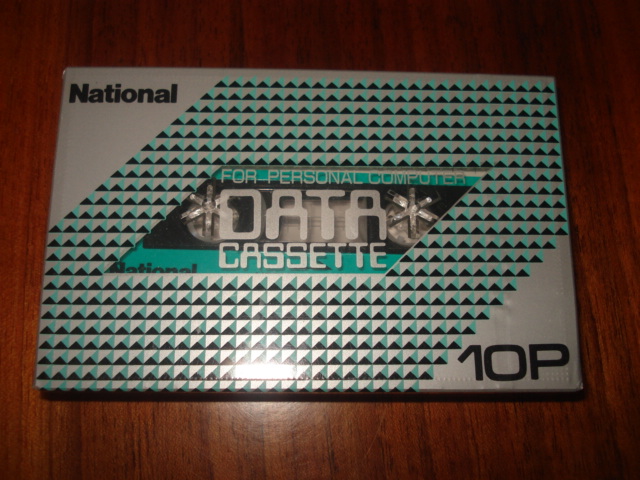 National
FOR PERSONAL COMPUTER
DATA
CASSETTE
National
10P